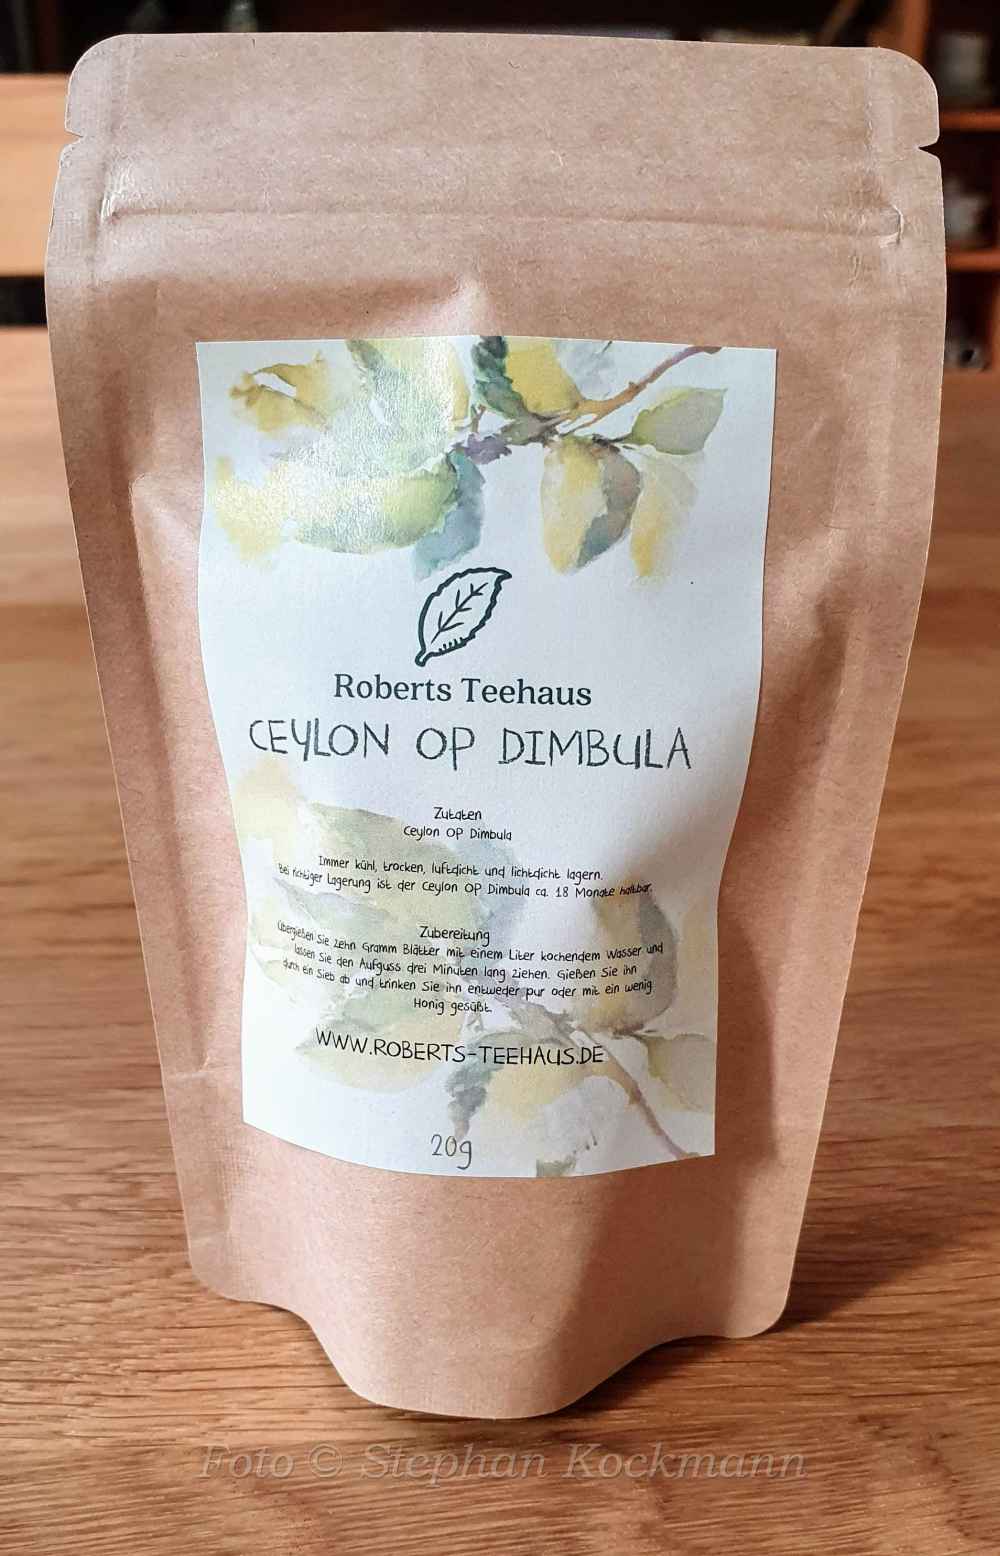 Roberts Teehaus
CEYLON OP DIMBULA
Zutaten
Ceylon OP Dimbula
Immer kühl, trocken, luftdicht und lichtdicht lagern.
Bei richtiger Lagerung ist der Ceylon OP Dimbula ca. 18 Monate haltbar.
Zubereitung
Übergießen Sie zehn Gramm Blätter mit einem Liter kochendem Wasser und
lassen Sie den Aufguss drei Minuten lang ziehen. Gießen Sie ihn
durch ein Sieb ab und trinken Sie ihn entweder pur oder mit ein wenig
Honig gesüßt.
WWW.ROBERTS-TEEHAUS.DE
20g
Foto © Stephan Kockmann